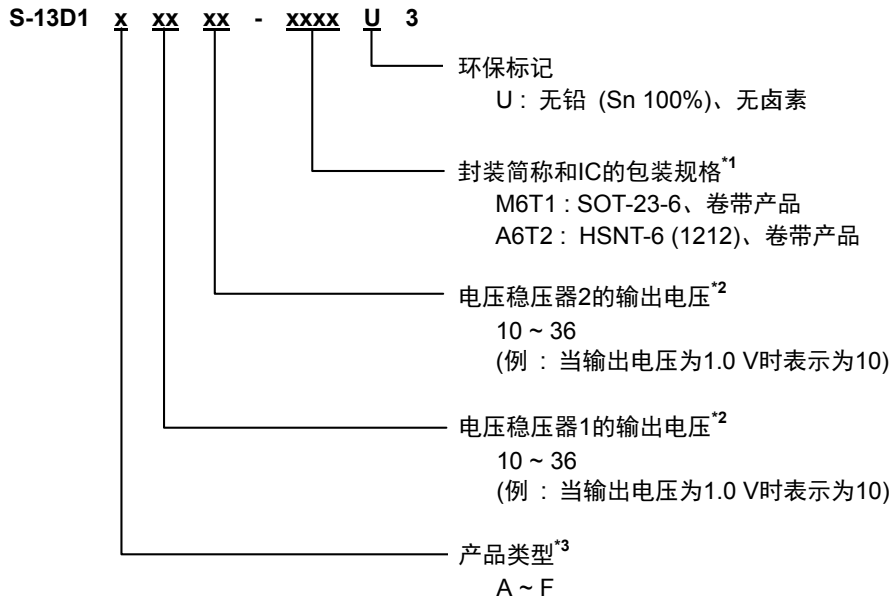 S-13D1 x xx xx - xxxx U 3
环保标记
U : 无铅 (Sn 100%)、无卤素
封装简称和IC的包装规格*1
M6T1 : SOT-23-6、卷带产品
A6T2 : HSNT-6 (1212)、卷带产品
电压稳压器2的输出电压*2
10 ~ 36
(例 : 当输出电压为1.0 V时表示为10)
电压稳压器1的输出电压*2
10 ~ 36
(例 : 当输出电压为1.0 V时表示为10)
产品类型*3
A ~ F